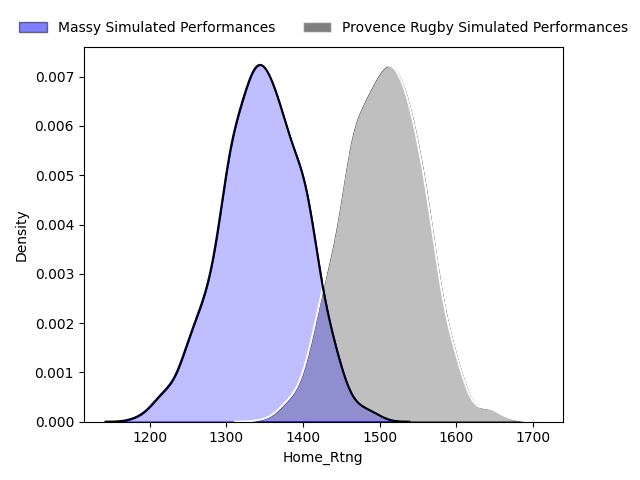 Massy Simulated Performances Provence Rugby Simulated Performances
0.007
0.006
0.005
0.004
0.003
0.002
0.001
0.000
Density
1200 1300 1400 1500 1600 1700
Home_Rtng